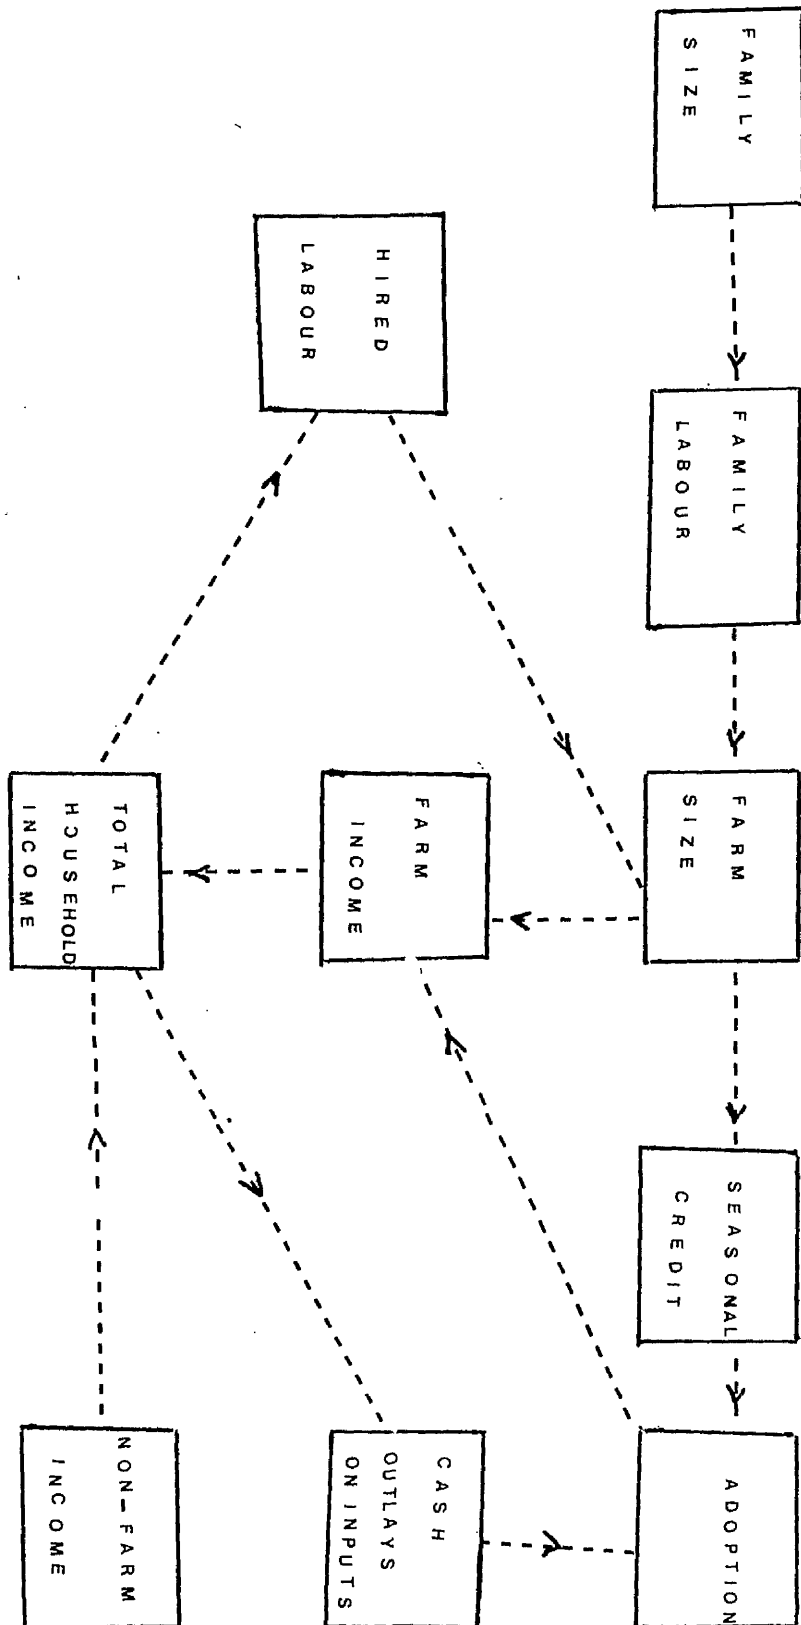 FAMILY
SIZE
FAMILY
LABOUR
FARM
SIZE
SEASONAL
CREDIT
ADOPTION
HIRED
LABOUR
FARM
INCOME
CASH
OUTLAYS
ON INPUTS
TOTAL
HOUSEHOLD
INCOME
NON-FARM
INCOME